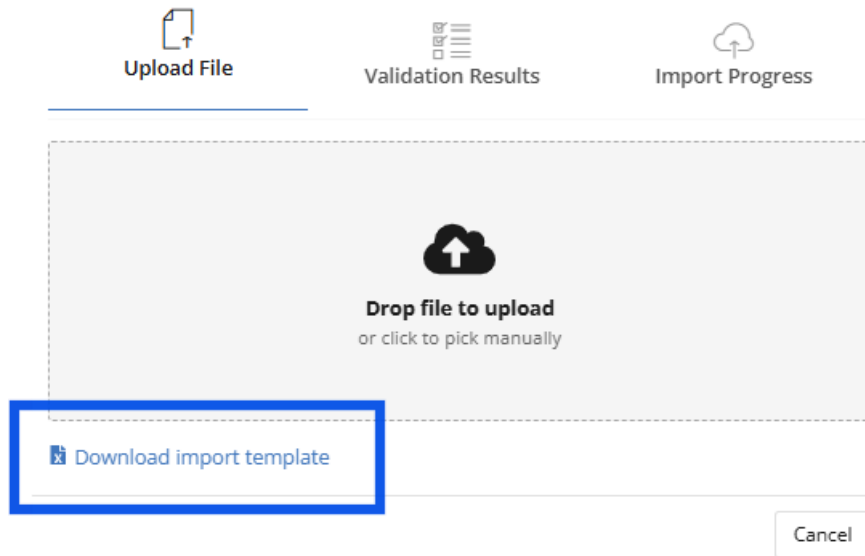 Upload File
Validation Results
Import Progress
Drop file to upload
or click to pick manually
Download import template
Cancel